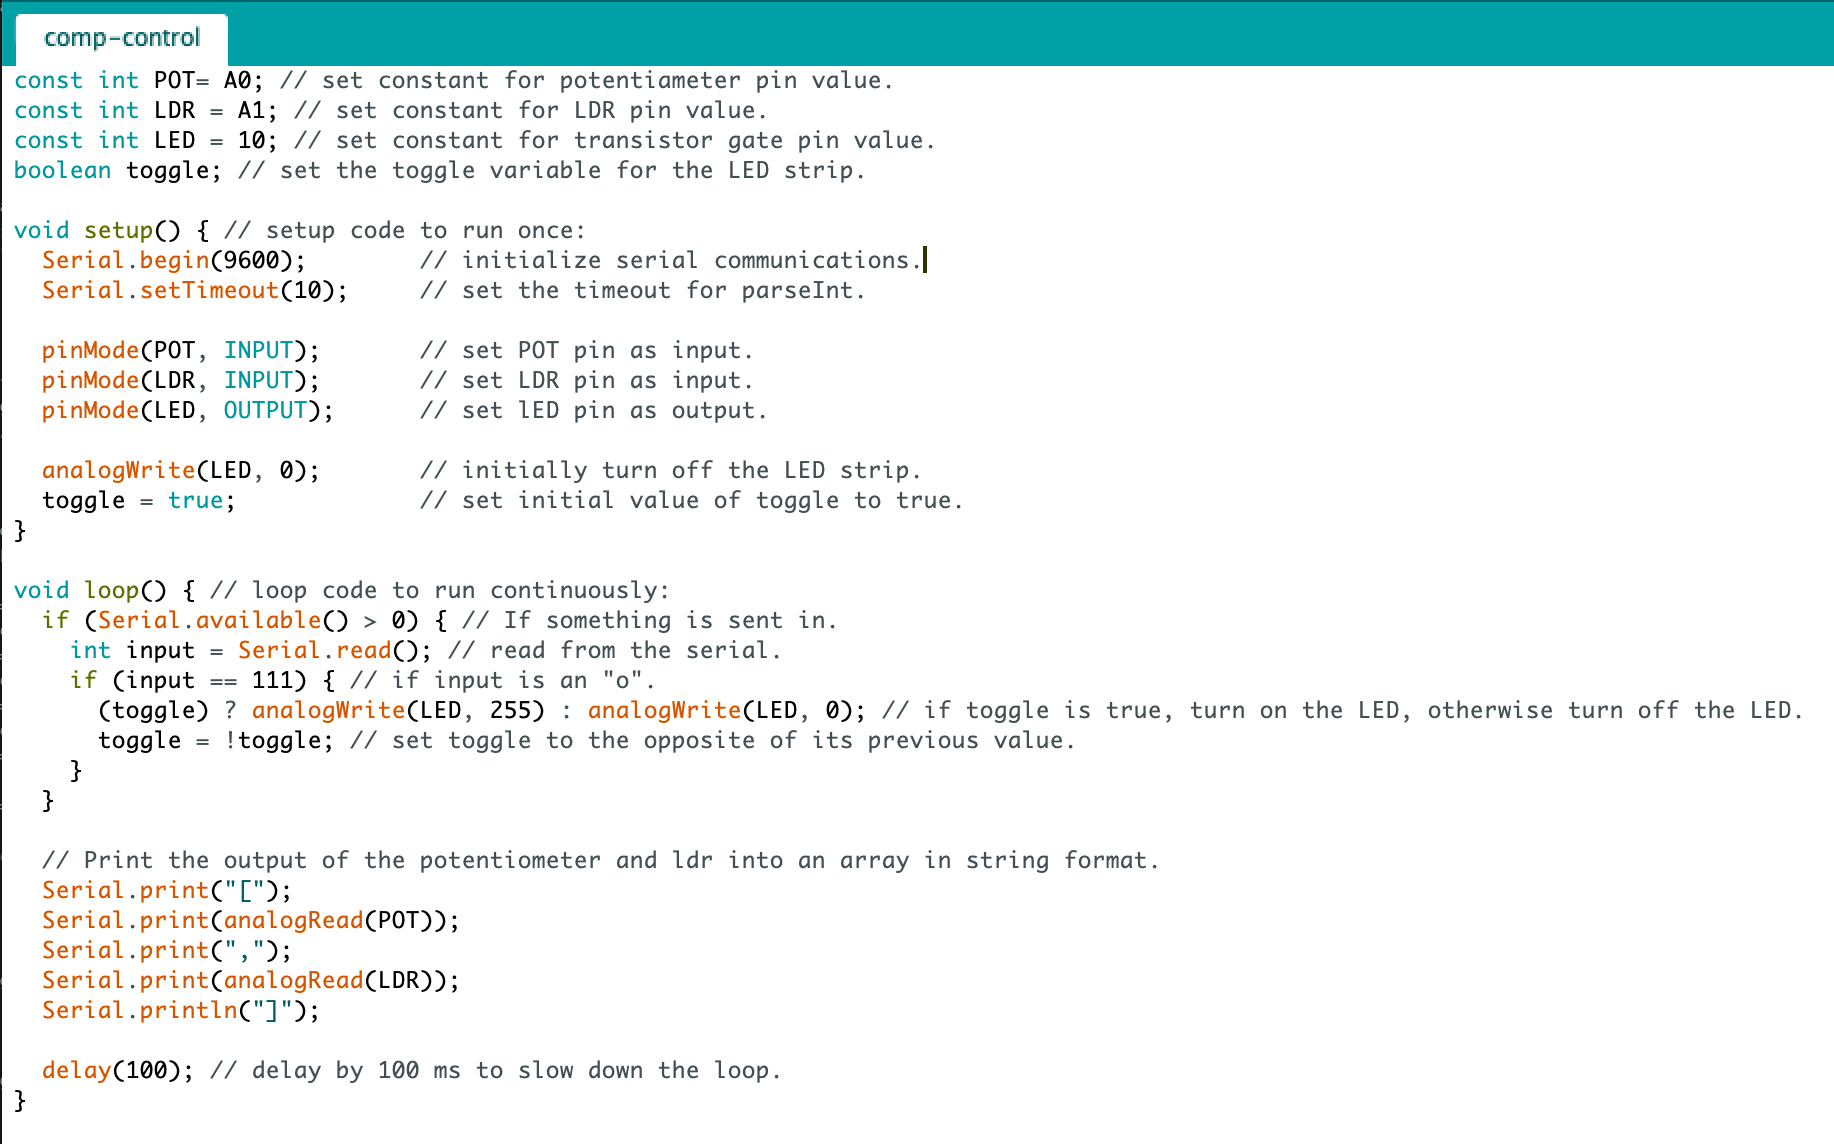 comp-control
const int POT= A0; // set constant for potentiameter pin value.
const int LDR = A1; // set constant for LDR pin value.
const int LED = 10; // set constant for transistor gate pin value.
boolean toggle; // set the toggle variable for the LED strip.

void setup() { // setup code to run once:
  Serial.begin(9600);        // initialize serial communications.
  Serial.setTimeout(10);     // set the timeout for parseInt.

  pinMode(POT, INPUT);       // set POT pin as input.
  pinMode(LDR, INPUT);       // set LDR pin as input.
  pinMode(LED, OUTPUT);      // set lED pin as output.

  analogWrite(LED, 0);       // initially turn off the LED strip.
  toggle = true;             // set initial value of toggle to true.
}

void loop() { // loop code to run continuously:
  if (Serial.available() > 0) { // If something is sent in.
    int input = Serial.read(); // read from the serial.
    if (input == 111) { // if input is an "o".
      (toggle) ? analogWrite(LED, 255) : analogWrite(LED, 0); // if toggle is true, turn on the LED, otherwise turn off the LED.
      toggle = !toggle; // set toggle to the opposite of its previous value.
    }
  }

  // Print the output of the potentiometer and ldr into an array in string format.
  Serial.print("[");
  Serial.print(analogRead(POT));
  Serial.print(",");
  Serial.print(analogRead(LDR));
  Serial.println("]");

  delay(100); // delay by 100 ms to slow down the loop.
}